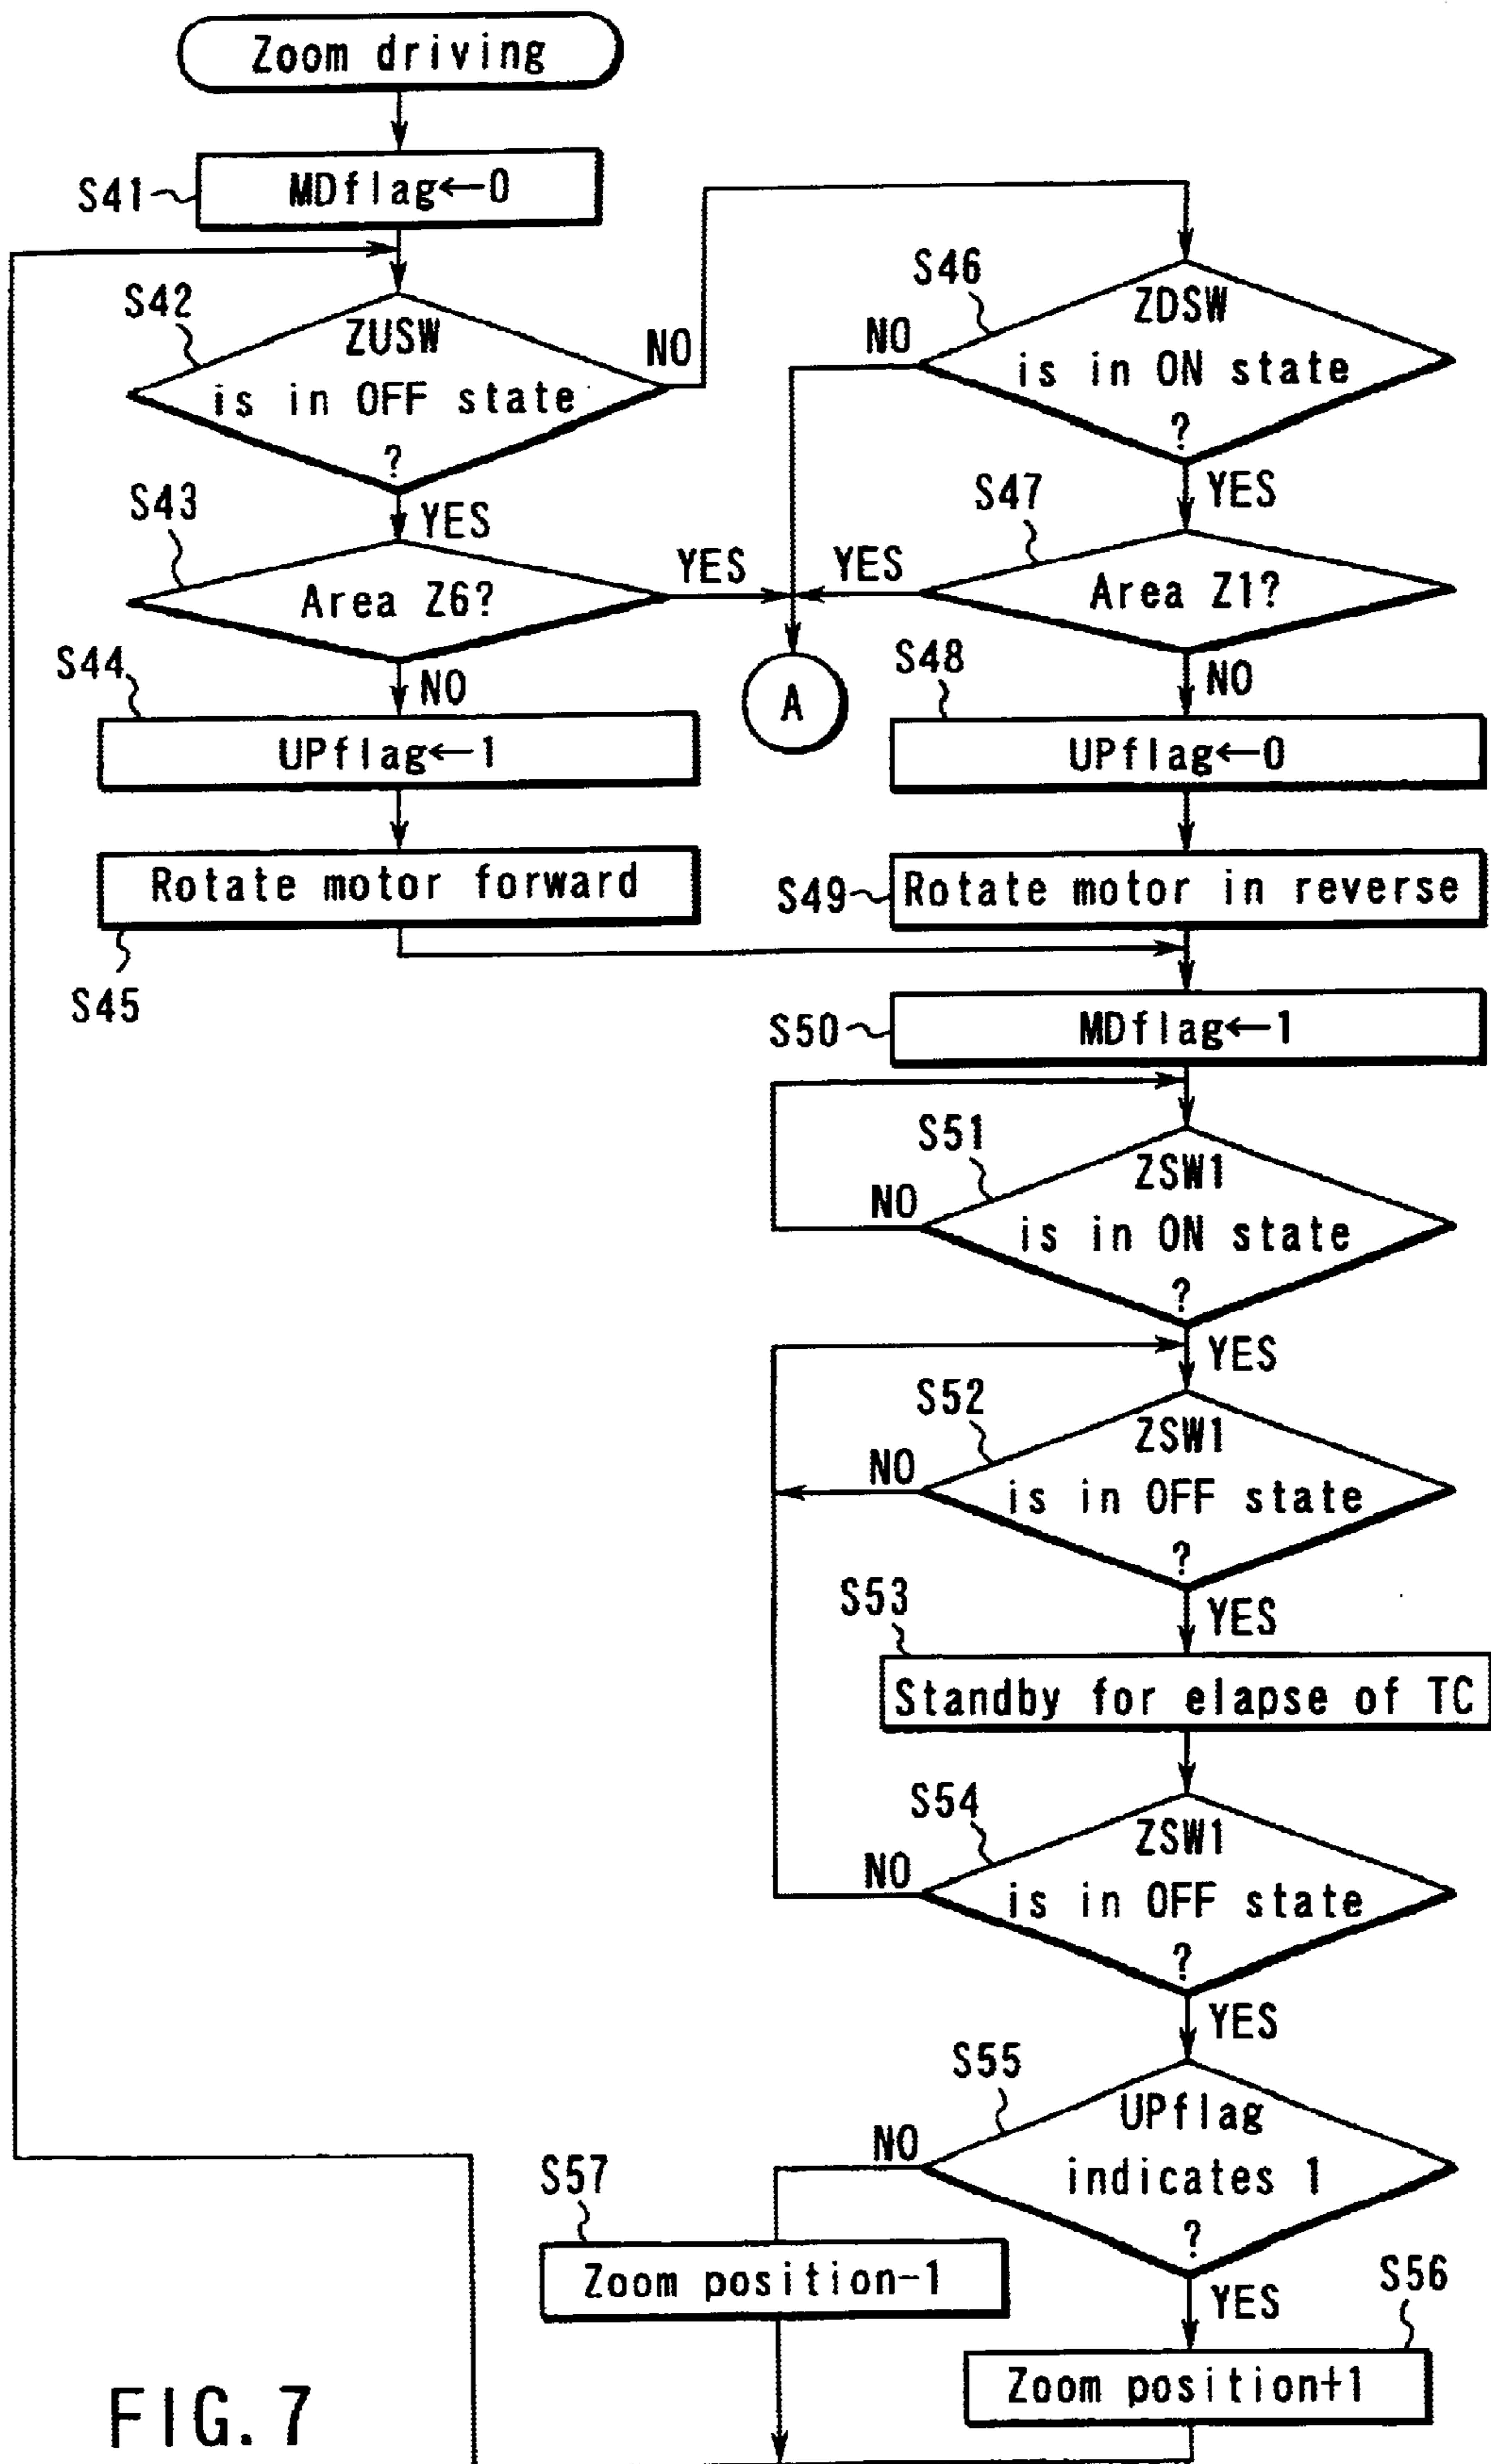 Zoom driving
S41
MDflag←0
S42
ZUSW
is in OFF state
?
NO
YES
S43
Area Z6?
YES
NO
S44
UPflag←1
Rotate motor forward
S45
S46
ZDSW
is in ON state
?
NO
YES
S47
Area Z1?
YES
NO
A
S48
UPflag←0
S49
Rotate motor in reverse
S50
MDflag←1
S51
ZSW1
is in ON state
?
NO
YES
S52
ZSW1
is in OFF state
?
NO
YES
S53
Standby for elapse of TC
S54
ZSW1
is in OFF state
?
NO
YES
S55
UPflag
indicates 1
?
NO
YES
S57
Zoom position-1
S56
Zoom position+1
FIG. 7